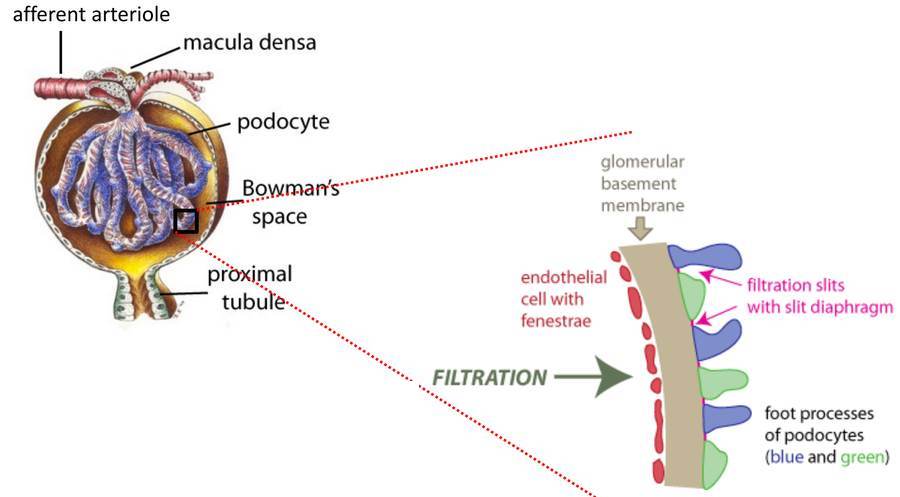 afferent arteriole
macula densa
podocyte
Bowman's
space
proximal
tubule
glomerular
basement
membrane
endothelial
cell with
fenestrae
filtration slits
with slit diaphragm
FILTRATION
foot processes
of podocytes
(blue and green)